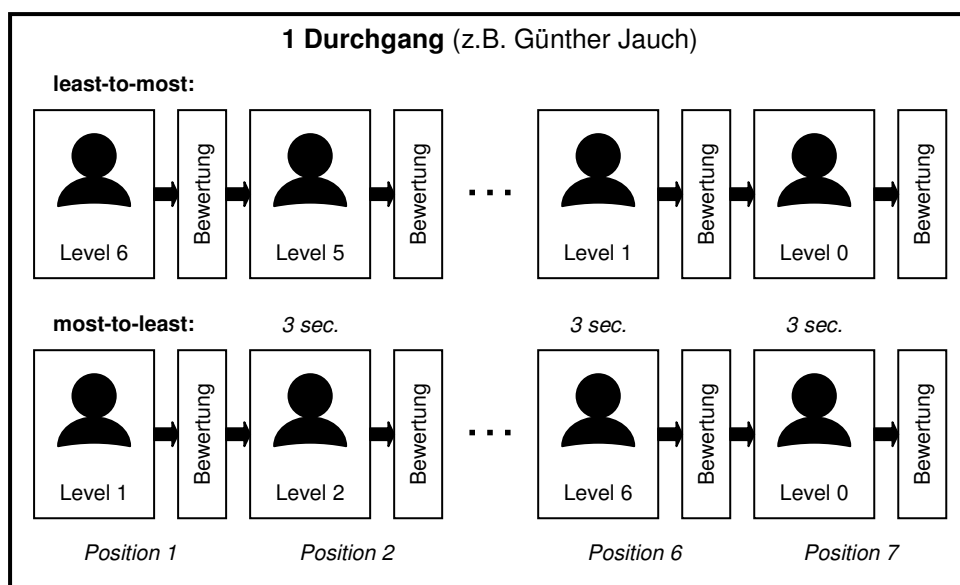 1 Durchgang (z.B. Günther Jauch)
least-to-most:
Level 6
Bewertung
Level 5
Bewertung
...
Level 1
Bewertung
Level 0
Bewertung
most-to-least:
3 sec.
3 sec.
3 sec.
Level 1
Bewertung
Level 2
Bewertung
...
Level 6
Bewertung
Level 0
Bewertung
Position 1
Position 2
Position 6
Position 7